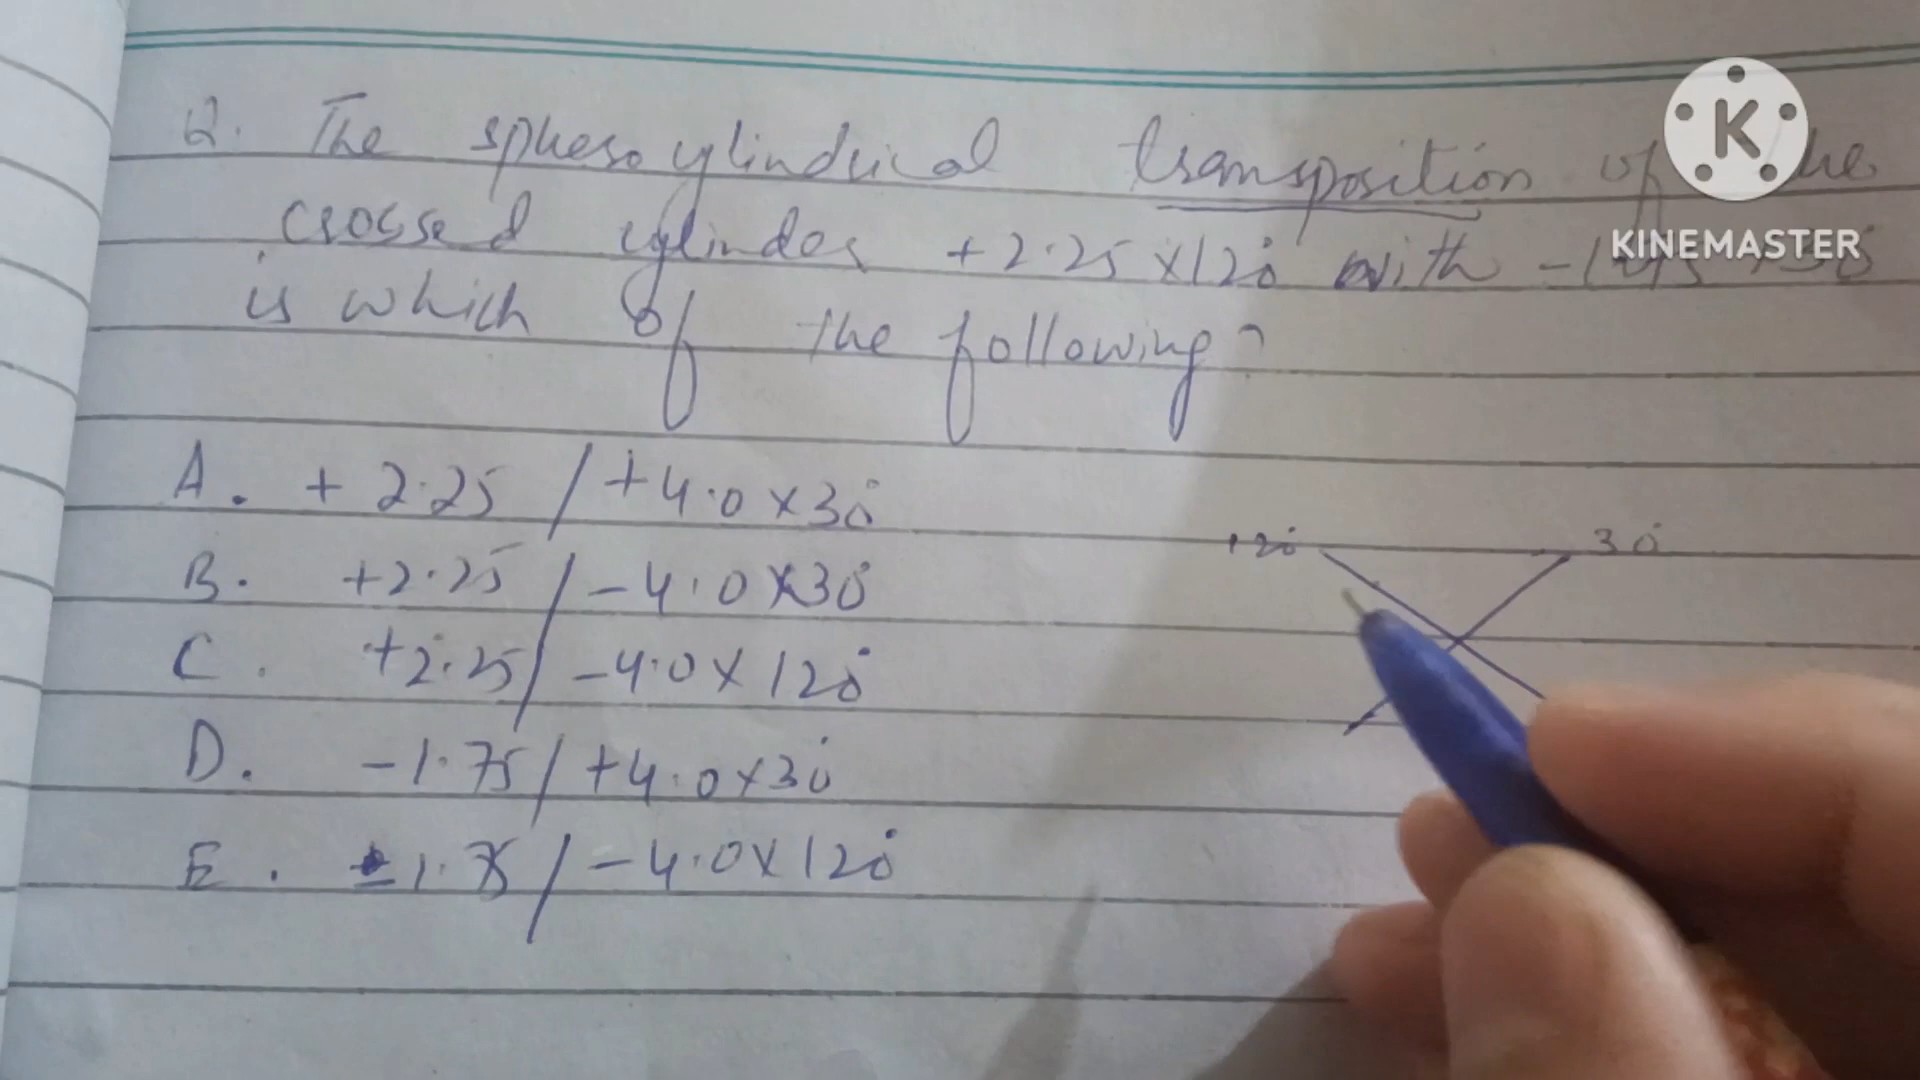 Q. The spherocylindrical transposition of the
crossed cylinder +2.25 x 120° with -1.75 x 30°
is which of the following?
A. + 2.25 / +4.0 x 30°
B. +2.25 / -4.0 x 30°
C. +2.25 / -4.0 x 120°
D. -1.75 / +4.0 x 30°
E. -1.75 / -4.0 x 120°
120° 30°
K
KINEMASTER